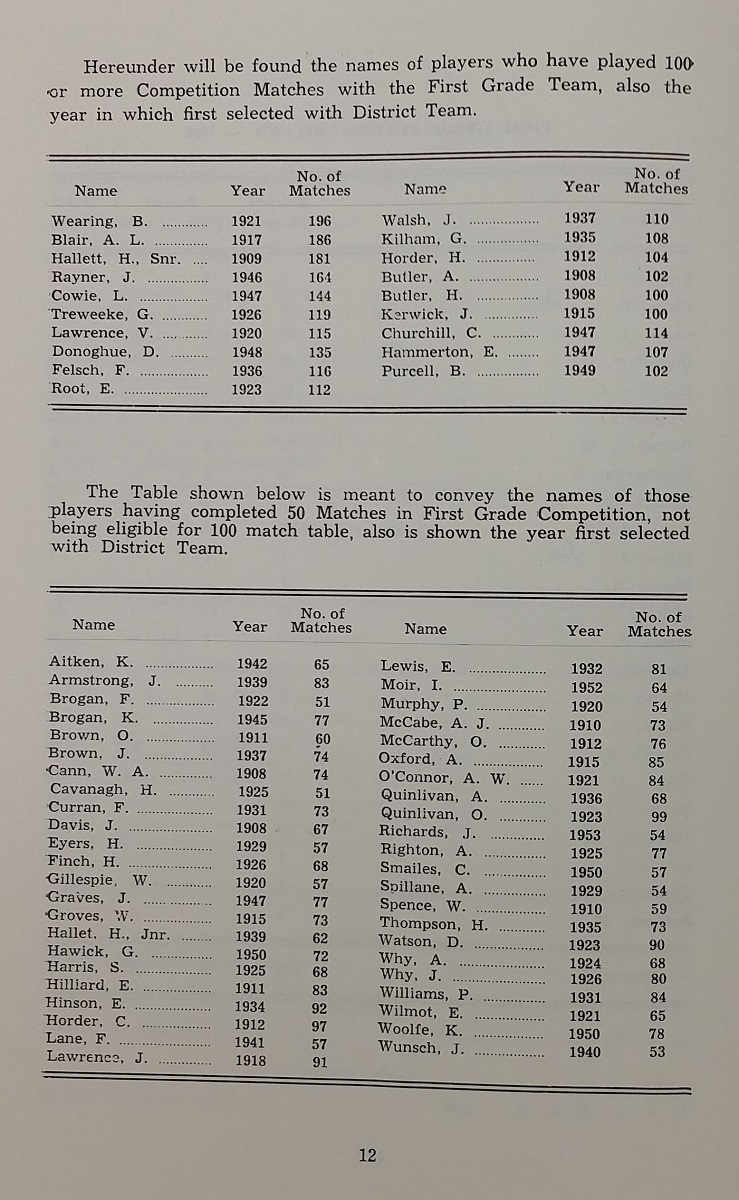 Hereunder will be found the names of players who have played 100
or more Competition Matches with the First Grade Team, also the
year in which first selected with District Team.
Name Year No. of Matches Name Year No. of Matches
Wearing, B. ............ 1921 196 Walsh, J. .................. 1937 110
Blair, A. L. .............. 1917 186 Kilham, G. ................ 1935 108
Hallett, H., Snr. .... 1909 181 Horder, H. ................ 1912 104
Rayner, J. ................ 1946 164 Butler, A. ................ 1908 102
Cowie, L. .................. 1947 144 Butler, H. ................ 1908 100
Treweeke, G. ............ 1926 119 Kerwick, J. .............. 1915 100
Lawrence, V. ............ 1920 115 Churchill, C. ............ 1947 114
Donoghue, D. .......... 1948 135 Hammerton, E. ........ 1947 107
Felsch, F. .................. 1936 116 Purcell, B. ................ 1949 102
Root, E. ...................... 1923 112
The Table shown below is meant to convey the names of those
players having completed 50 Matches in First Grade Competition, not
being eligible for 100 match table, also is shown the year first selected
with District Team.
Name Year No. of Matches Name Year No. of Matches
Aitken, K. .................. 1942 65 Lewis, E. .................... 1932 81
Armstrong, J. .......... 1939 83 Moir, I. ........................ 1952 64
Brogan, F. ................ 1922 51 Murphy, P. ................ 1920 54
Brogan, K. ................ 1945 77 McCabe, A. J. ............ 1910 73
Brown, O. .................. 1911 60 McCarthy, O. ............ 1912 76
Brown, J. .................. 1937 74 Oxford, A. .................. 1915 85
Cann, W. A. .............. 1908 74 O'Connor, A. W. ...... 1921 84
Cavanagh, H. ............ 1925 51 Quinlivan, A. ............ 1936 68
Curran, F. .................... 1931 73 Quinlivan, O. ............ 1923 99
Davis, J. ...................... 1908 67 Richards, J. .............. 1953 54
Eyers, H. .................... 1929 57 Righton, A. ................ 1925 77
Finch, H. .................... 1926 68 Smailes, C. ................ 1950 57
Gillespie, W. ............ 1920 57 Spillane, A. ................ 1929 54
Graves, J. .................. 1947 77 Spence, W. .................. 1910 59
Groves, W. ................ 1915 73 Thompson, H. ............ 1935 73
Hallet, H., Jnr. ........ 1939 62 Watson, D. .................. 1923 90
Hawick, G. ................ 1950 72 Why, A. ...................... 1924 68
Harris, S. .................... 1925 68 Why, J. ........................ 1926 80
Hilliard, E. ................ 1911 83 Williams, P. .............. 1931 84
Hinson, E. .................. 1934 92 Wilmot, E. .................. 1921 65
Horder, C. .................. 1912 97 Woolfe, K. .................. 1950 78
Lane, F. ........................ 1941 57 Wunsch, J. .................. 1940 53
Lawrence, J. .............. 1918 91
12